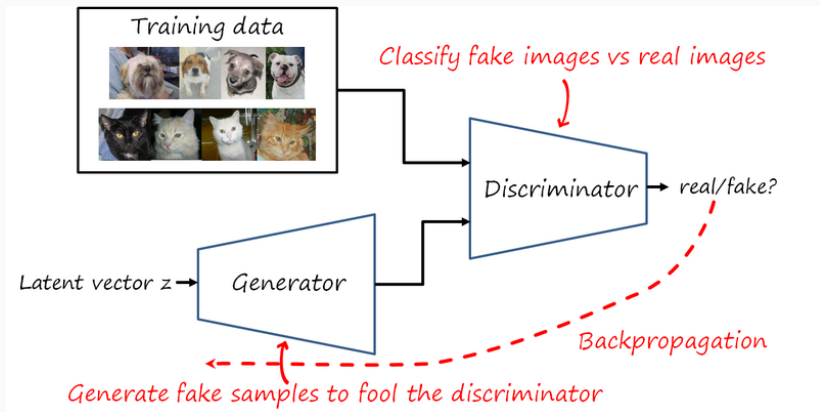 Training data
Classify fake images vs real images
Discriminator
real/fake?
Latent vector z
Generator
Backpropagation
Generate fake samples to fool the discriminator